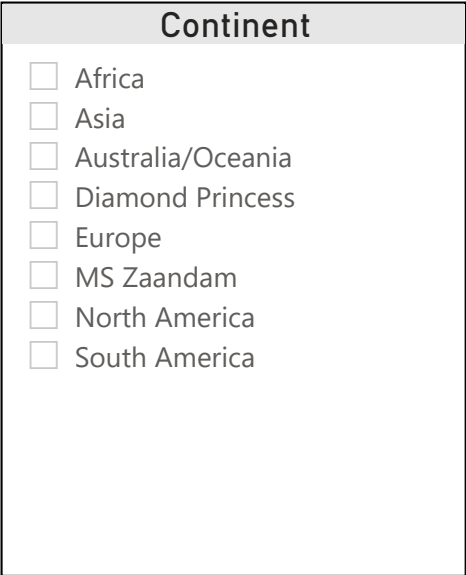 Continent
Africa
Asia
Australia/Oceania
Diamond Princess
Europe
MS Zaandam
North America
South America